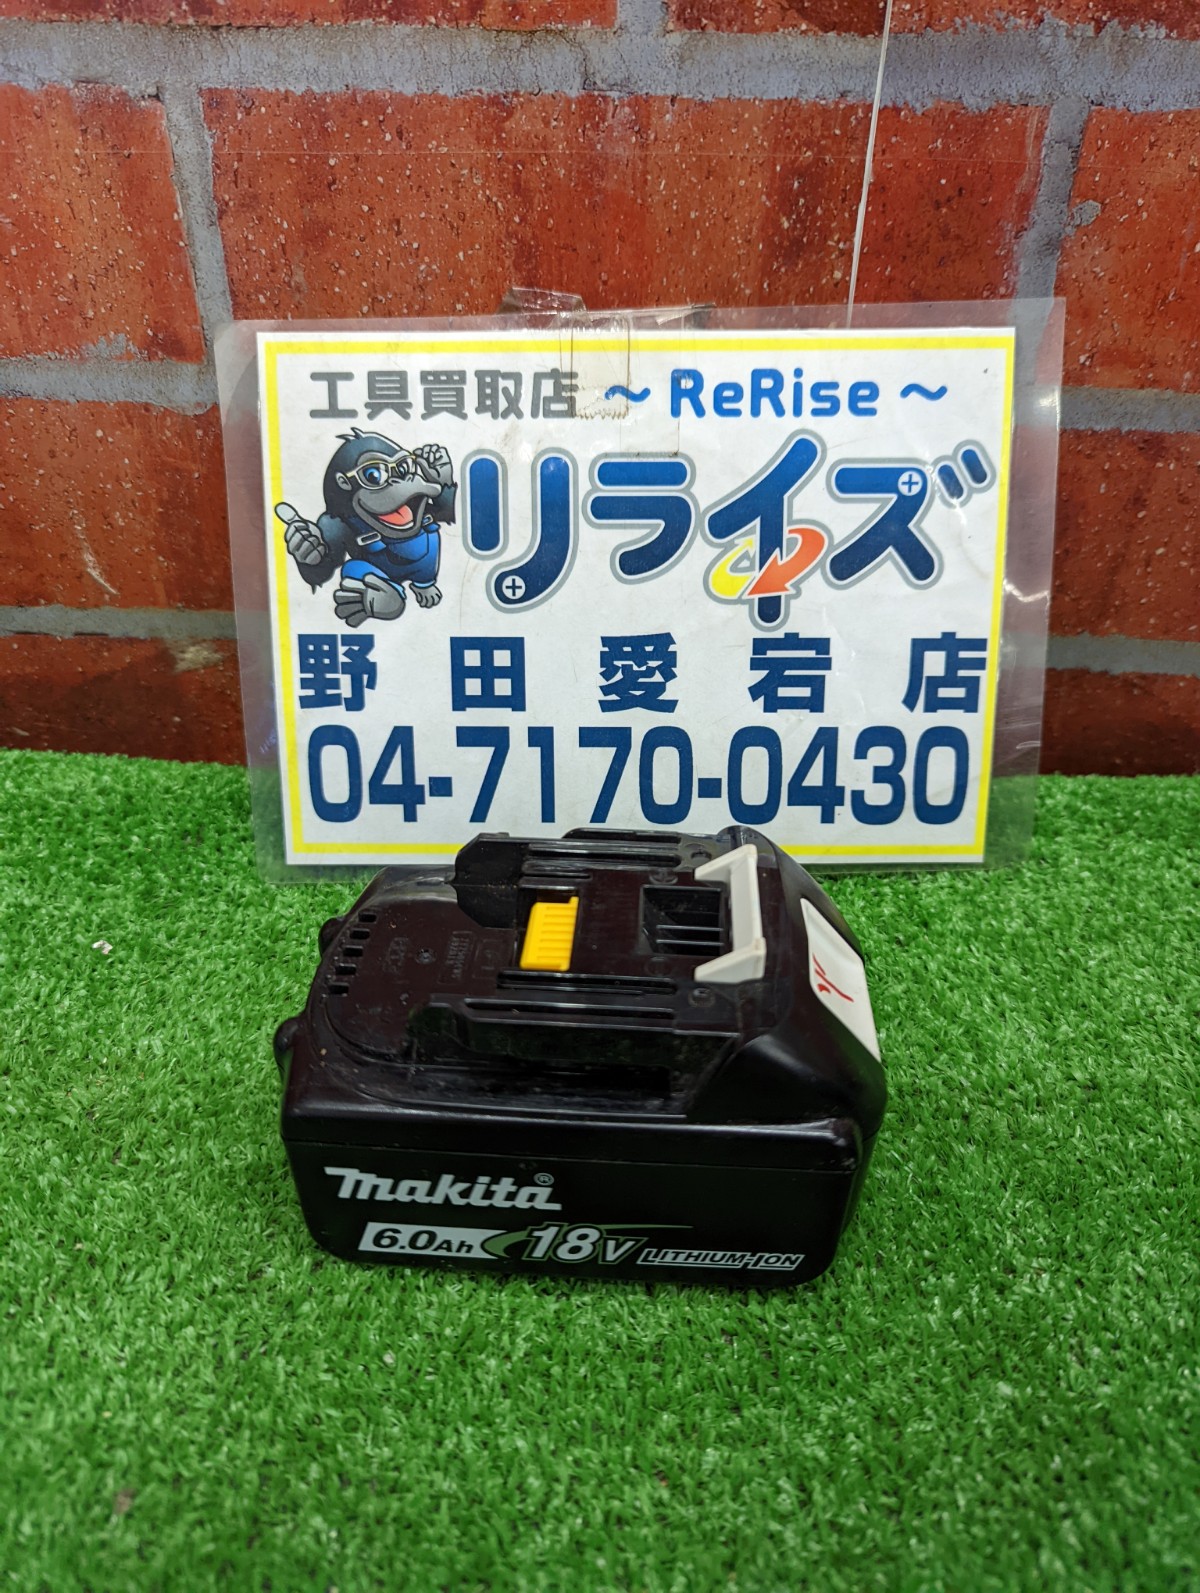 工具買取店 ～ ReRise ～
リライズ
野田愛宕店
04-7170-0430
makita®
6.0Ah 18V LITHIUM-ION